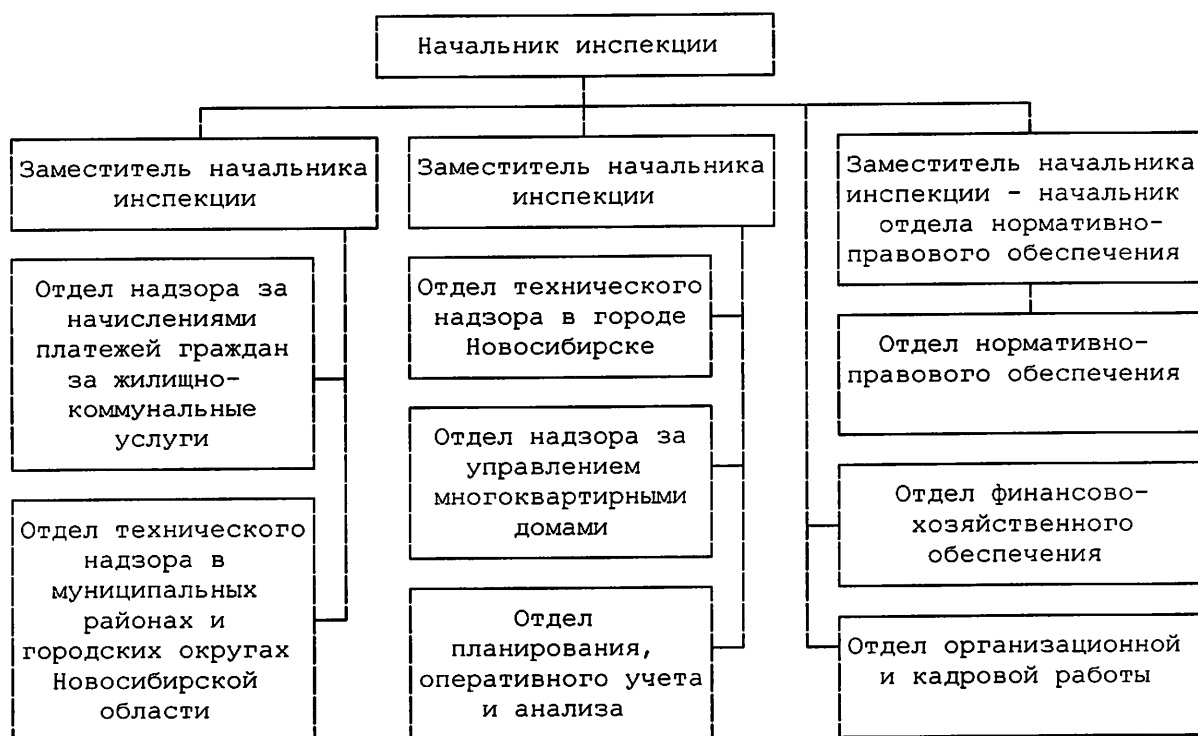 Начальник инспекции
Заместитель начальника
инспекции
Отдел надзора за
начислениями
платежей граждан
за жилищно-
коммунальные
услуги
Отдел технического
надзора в
муниципальных
районах и
городских округах
Новосибирской
области
Заместитель начальника
инспекции
Отдел технического
надзора в городе
Новосибирске
Отдел надзора за
управлением
многоквартирными
домами
Отдел
планирования,
оперативного учета
и анализа
Заместитель начальника
инспекции - начальник
отдела нормативно-
правового обеспечения
Отдел нормативно-
правового обеспечения
Отдел финансово-
хозяйственного
обеспечения
Отдел организационной
и кадровой работы